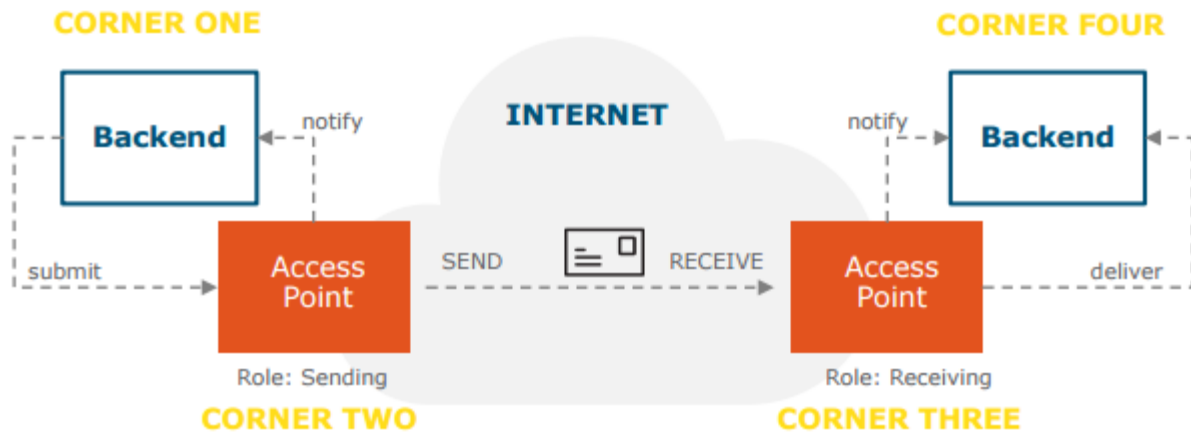 CORNER ONE
CORNER FOUR
Backend
notify
INTERNET
notify
Backend
submit
Access
Point
SEND
RECEIVE
Access
Point
deliver
Role: Sending
Role: Receiving
CORNER TWO
CORNER THREE